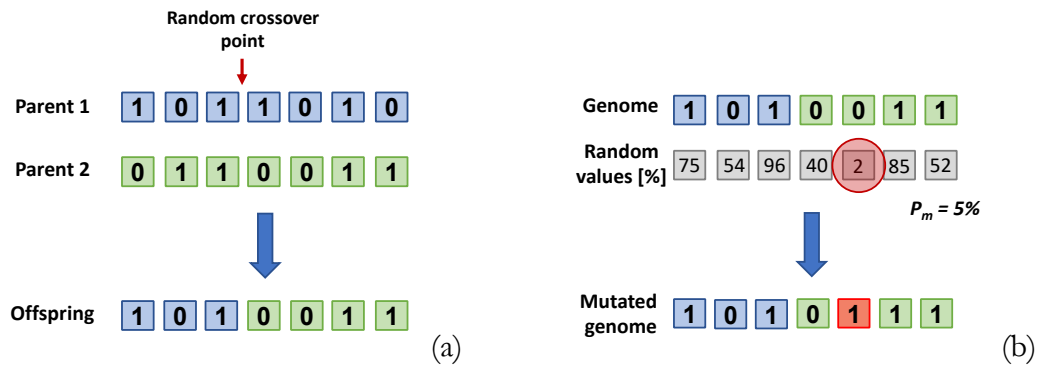 Random crossover
point
Parent 1 1 0 1 1 0 1 0
Parent 2 0 1 1 0 0 1 1
Offspring 1 0 1 0 0 1 1
(a)
Genome 1 0 1 0 0 1 1
Random
values [%] 75 54 96 40 2 85 52
Pm = 5%
Mutated
genome 1 0 1 0 1 1 1
(b)